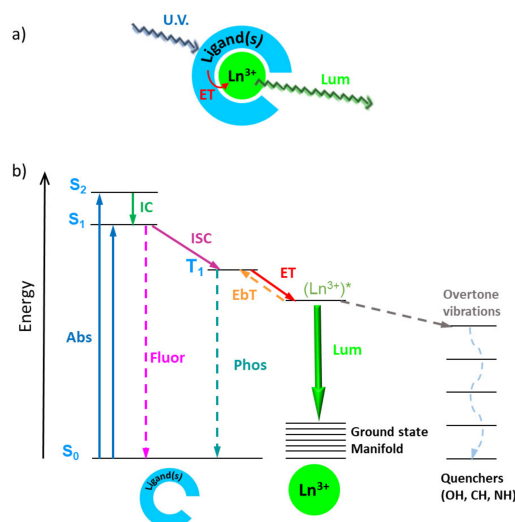 a)
U.V.
Ligand(s)
Ln3+
ET
Lum
b)
Energy
S2
IC
S1
ISC
T1
ET
EbT
(Ln3+)*
Overtone
vibrations
Abs
Fluor
Phos
Lum
Ground state
Manifold
S0
Ligand(s)
Ln3+
Quenchers
(OH, CH, NH)